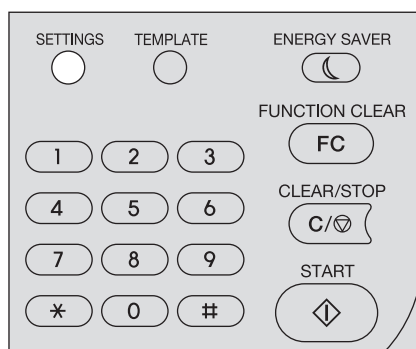 SETTINGS TEMPLATE ENERGY SAVER
FUNCTION CLEAR
FC
1 2 3
CLEAR/STOP
4 5 6
C/
7 8 9
START
* 0 #